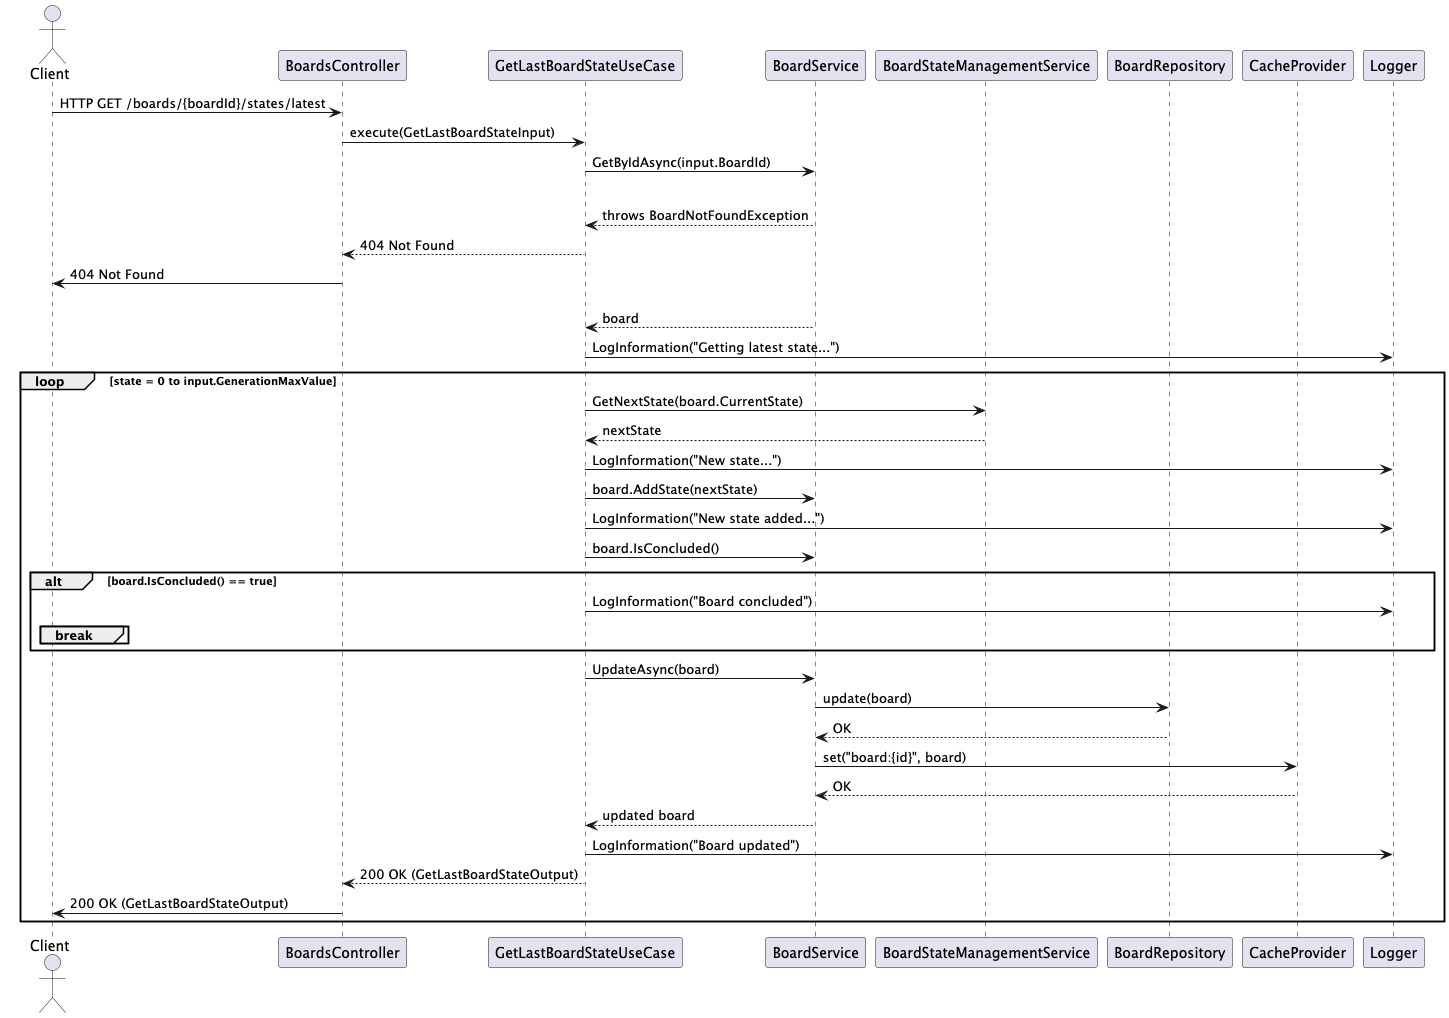 Client
BoardsController
GetLastBoardStateUseCase
BoardService
BoardStateManagementService
BoardRepository
CacheProvider
Logger
HTTP GET /boards/{boardId}/states/latest
execute(GetLastBoardStateInput)
GetByIdAsync(input.BoardId)
throws BoardNotFoundException
404 Not Found
404 Not Found
board
LogInformation("Getting latest state...")
loop [state = 0 to input.GenerationMaxValue]
GetNextState(board.CurrentState)
nextState
LogInformation("New state...")
board.AddState(nextState)
LogInformation("New state added...")
board.IsConcluded()
alt [board.IsConcluded() == true]
LogInformation("Board concluded")
break
UpdateAsync(board)
update(board)
OK
set("board:{id}", board)
OK
updated board
LogInformation("Board updated")
200 OK (GetLastBoardStateOutput)
200 OK (GetLastBoardStateOutput)
Client
BoardsController
GetLastBoardStateUseCase
BoardService
BoardStateManagementService
BoardRepository
CacheProvider
Logger